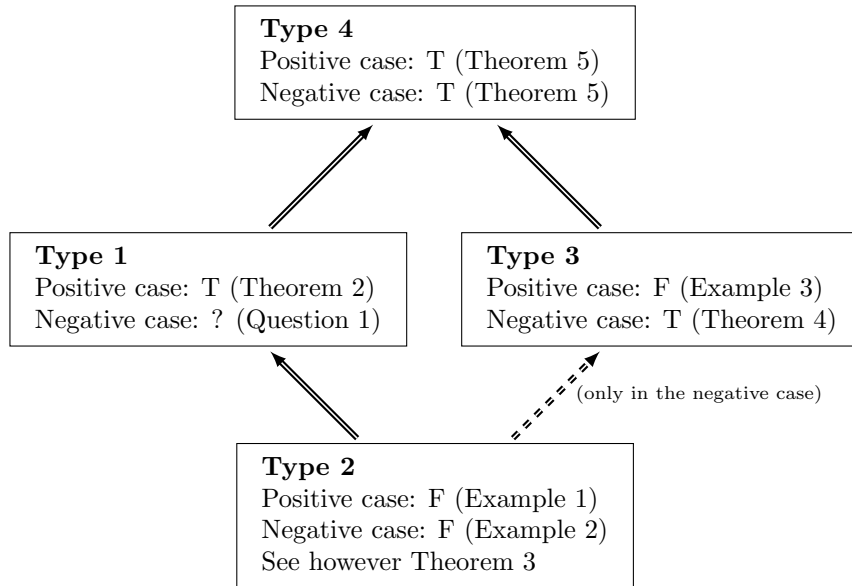 Type 4
Positive case: T (Theorem 5)
Negative case: T (Theorem 5)
Type 1
Positive case: T (Theorem 2)
Negative case: ? (Question 1)
Type 3
Positive case: F (Example 3)
Negative case: T (Theorem 4)
(only in the negative case)
Type 2
Positive case: F (Example 1)
Negative case: F (Example 2)
See however Theorem 3